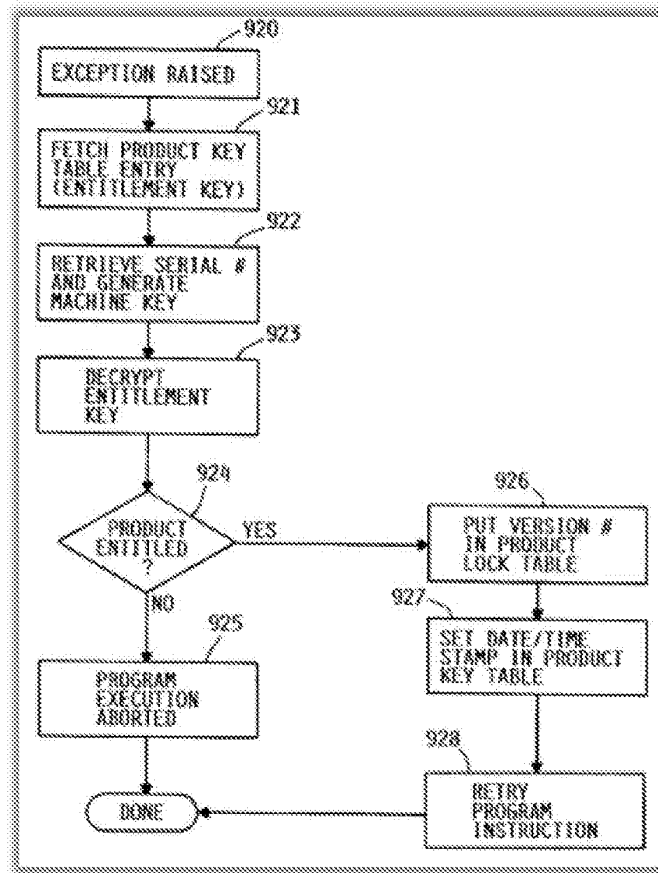 920
EXCEPTION RAISED
921
FETCH PRODUCT KEY
TABLE ENTRY
(ENTITLEMENT KEY)
922
RETRIEVE SERIAL #
AND GENERATE
MACHINE KEY
923
DECRYPT
ENTITLEMENT
KEY
924
PRODUCT
ENTITLED
?
YES
NO
925
PROGRAM
EXECUTION
ABORTED
926
PUT VERSION #
IN PRODUCT
LOCK TABLE
927
SET DATE/TIME
STAMP IN PRODUCT
KEY TABLE
928
RETRY
PROGRAM
INSTRUCTION
DONE